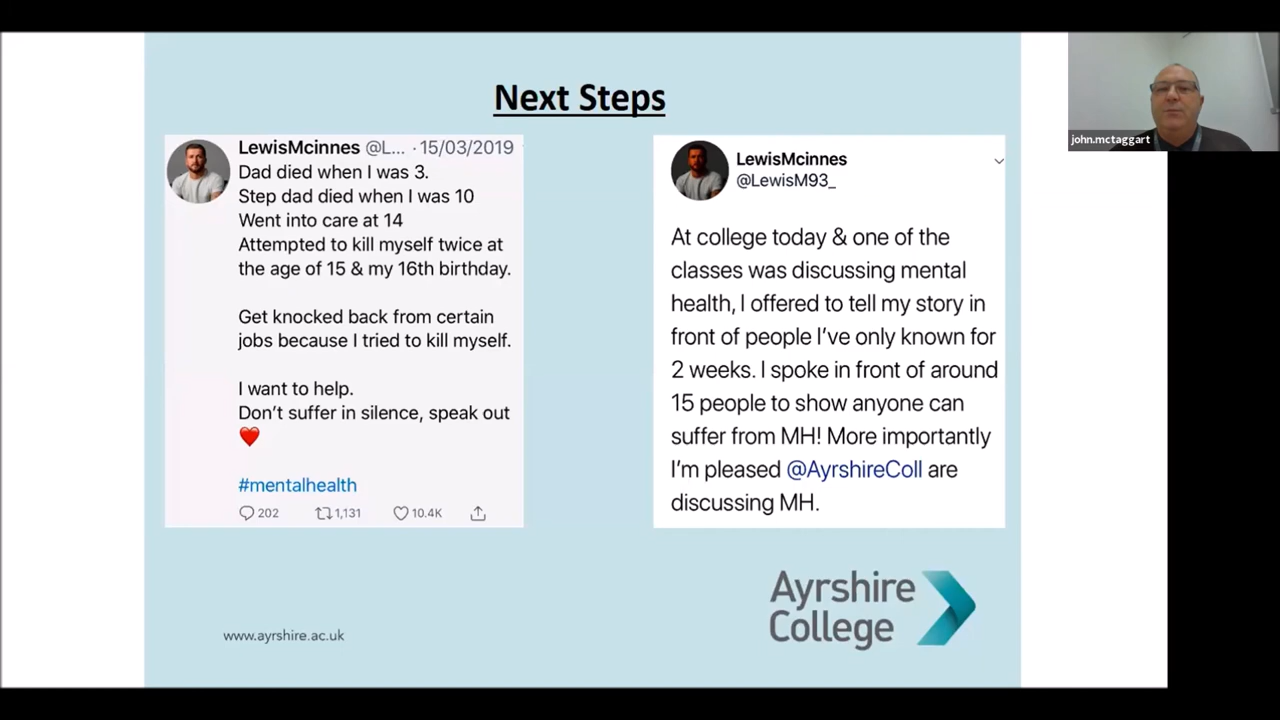 Next Steps
LewisMcinnes @L... · 15/03/2019
Dad died when I was 3.
Step dad died when I was 10
Went into care at 14
Attempted to kill myself twice at
the age of 15 & my 16th birthday.
Get knocked back from certain
jobs because I tried to kill myself.
I want to help.
Don't suffer in silence, speak out
❤️
#mentalhealth
202 1,131 10.4K
LewisMcinnes
@LewisM93_
At college today & one of the
classes was discussing mental
health, I offered to tell my story in
front of people I've only known for
2 weeks. I spoke in front of around
15 people to show anyone can
suffer from MH! More importantly
I'm pleased @AyrshireColl are
discussing MH.
www.ayrshire.ac.uk
Ayrshire
College
john.mctaggart